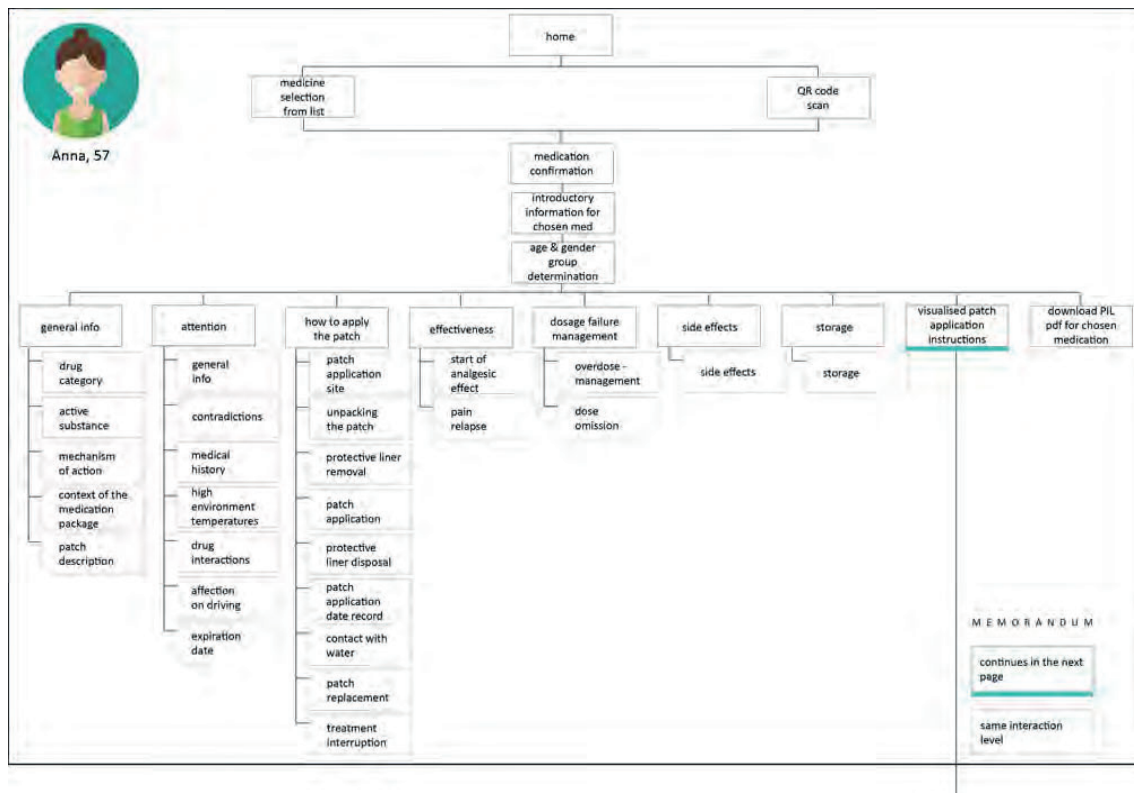 home
medicine
selection
from list
QR code
scan
Anna, 57
medication
confirmation
introductory
information for
chosen med
age & gender
group
determination
general info
drug
category
active
substance
mechanism
of action
context of the
medication
package
patch
description
attention
general
info
contradictions
medical
history
high
environment
temperatures
drug
interactions
affection
on driving
expiration
date
how to apply
the patch
patch
application
site
unpacking
the patch
protective liner
removal
patch
application
protective
liner disposal
patch
application
date record
contact with
water
patch
replacement
treatment
interruption
effectiveness
start of
analgesic
effect
pain
relapse
dosage failure
management
overdose -
management
dose
omission
side effects
side effects
storage
storage
visualised patch
application
instructions
download PIL
pdf for chosen
medication
MEMORANDUM
continues in the next
page
same interaction
level